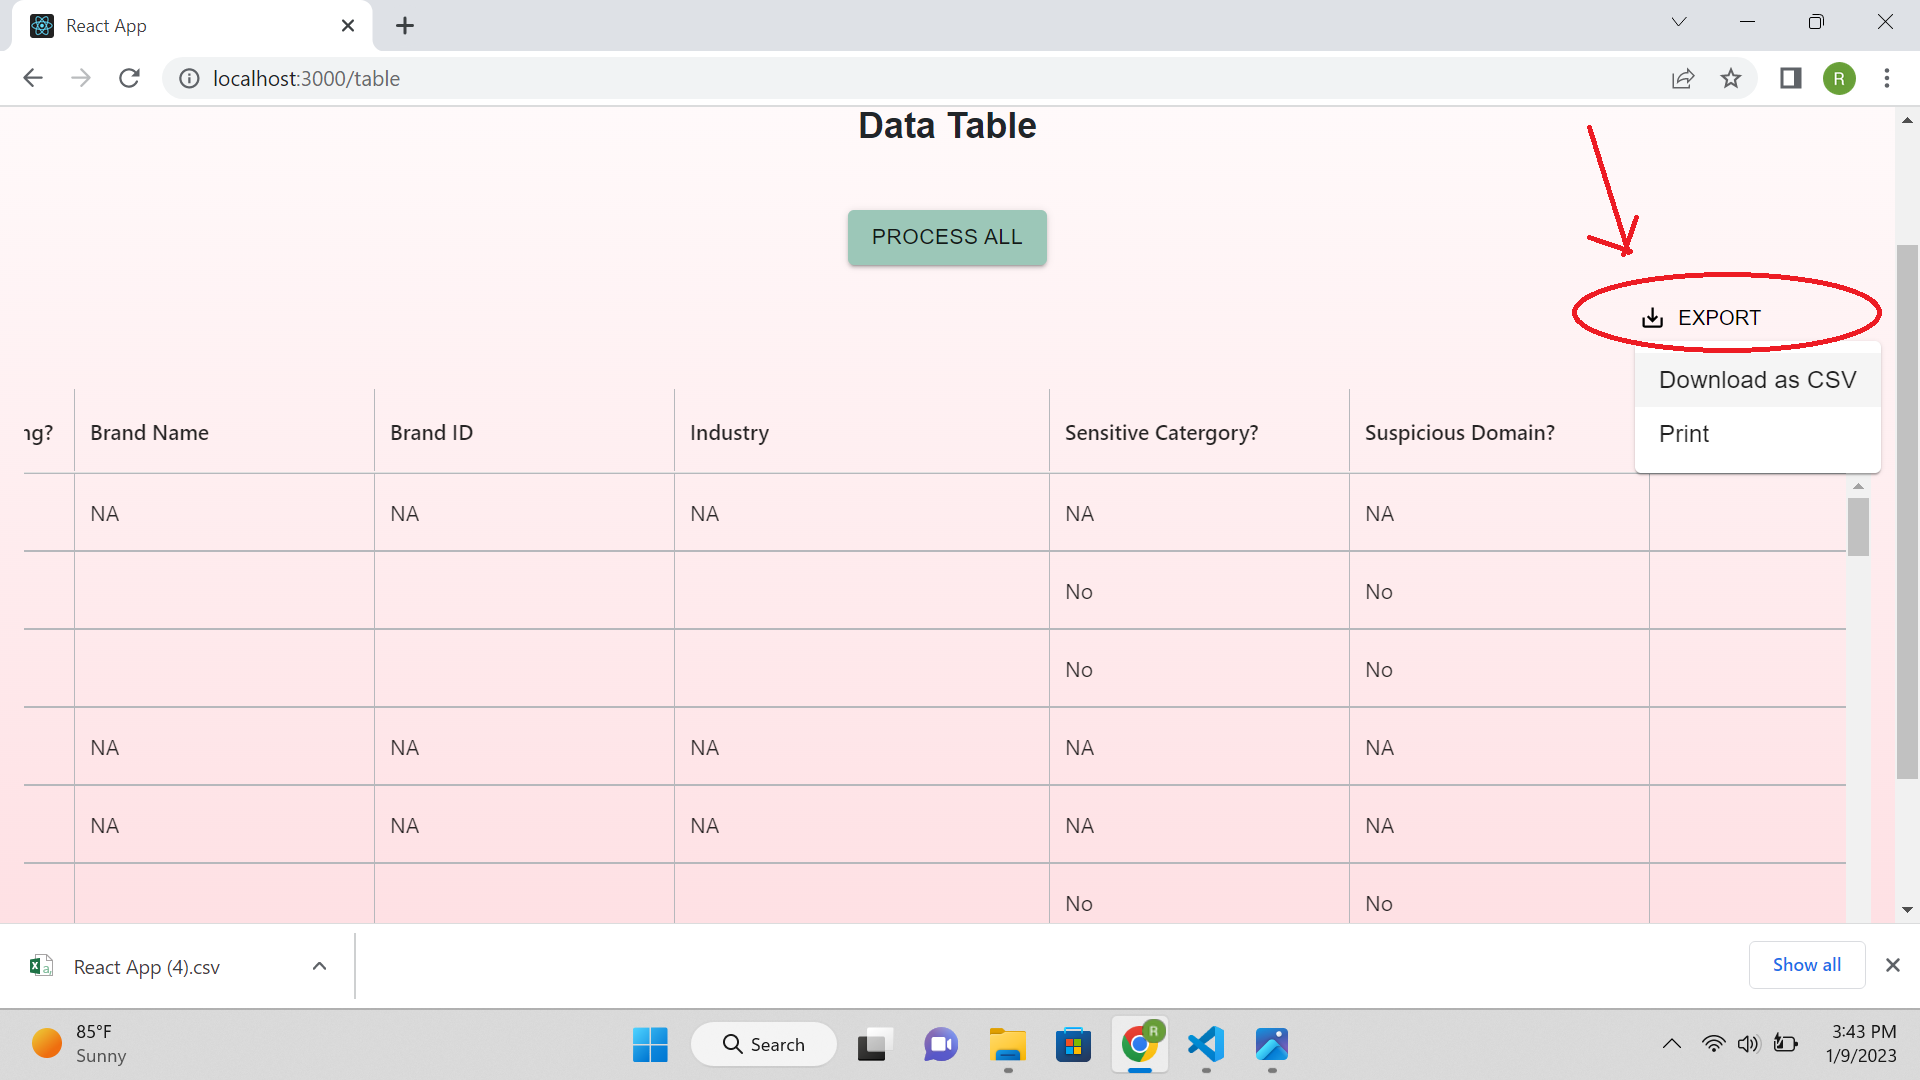 React App
localhost:3000/table
R
Data Table
PROCESS ALL
EXPORT
Download as CSV
Print
ng? Brand Name Brand ID Industry Sensitive Catergory? Suspicious Domain?
NA NA NA NA NA
No No
No No
NA NA NA NA NA
NA NA NA NA NA
No No
React App (4).csv
Show all
85°F
Sunny
Search
R
3:43 PM
1/9/2023